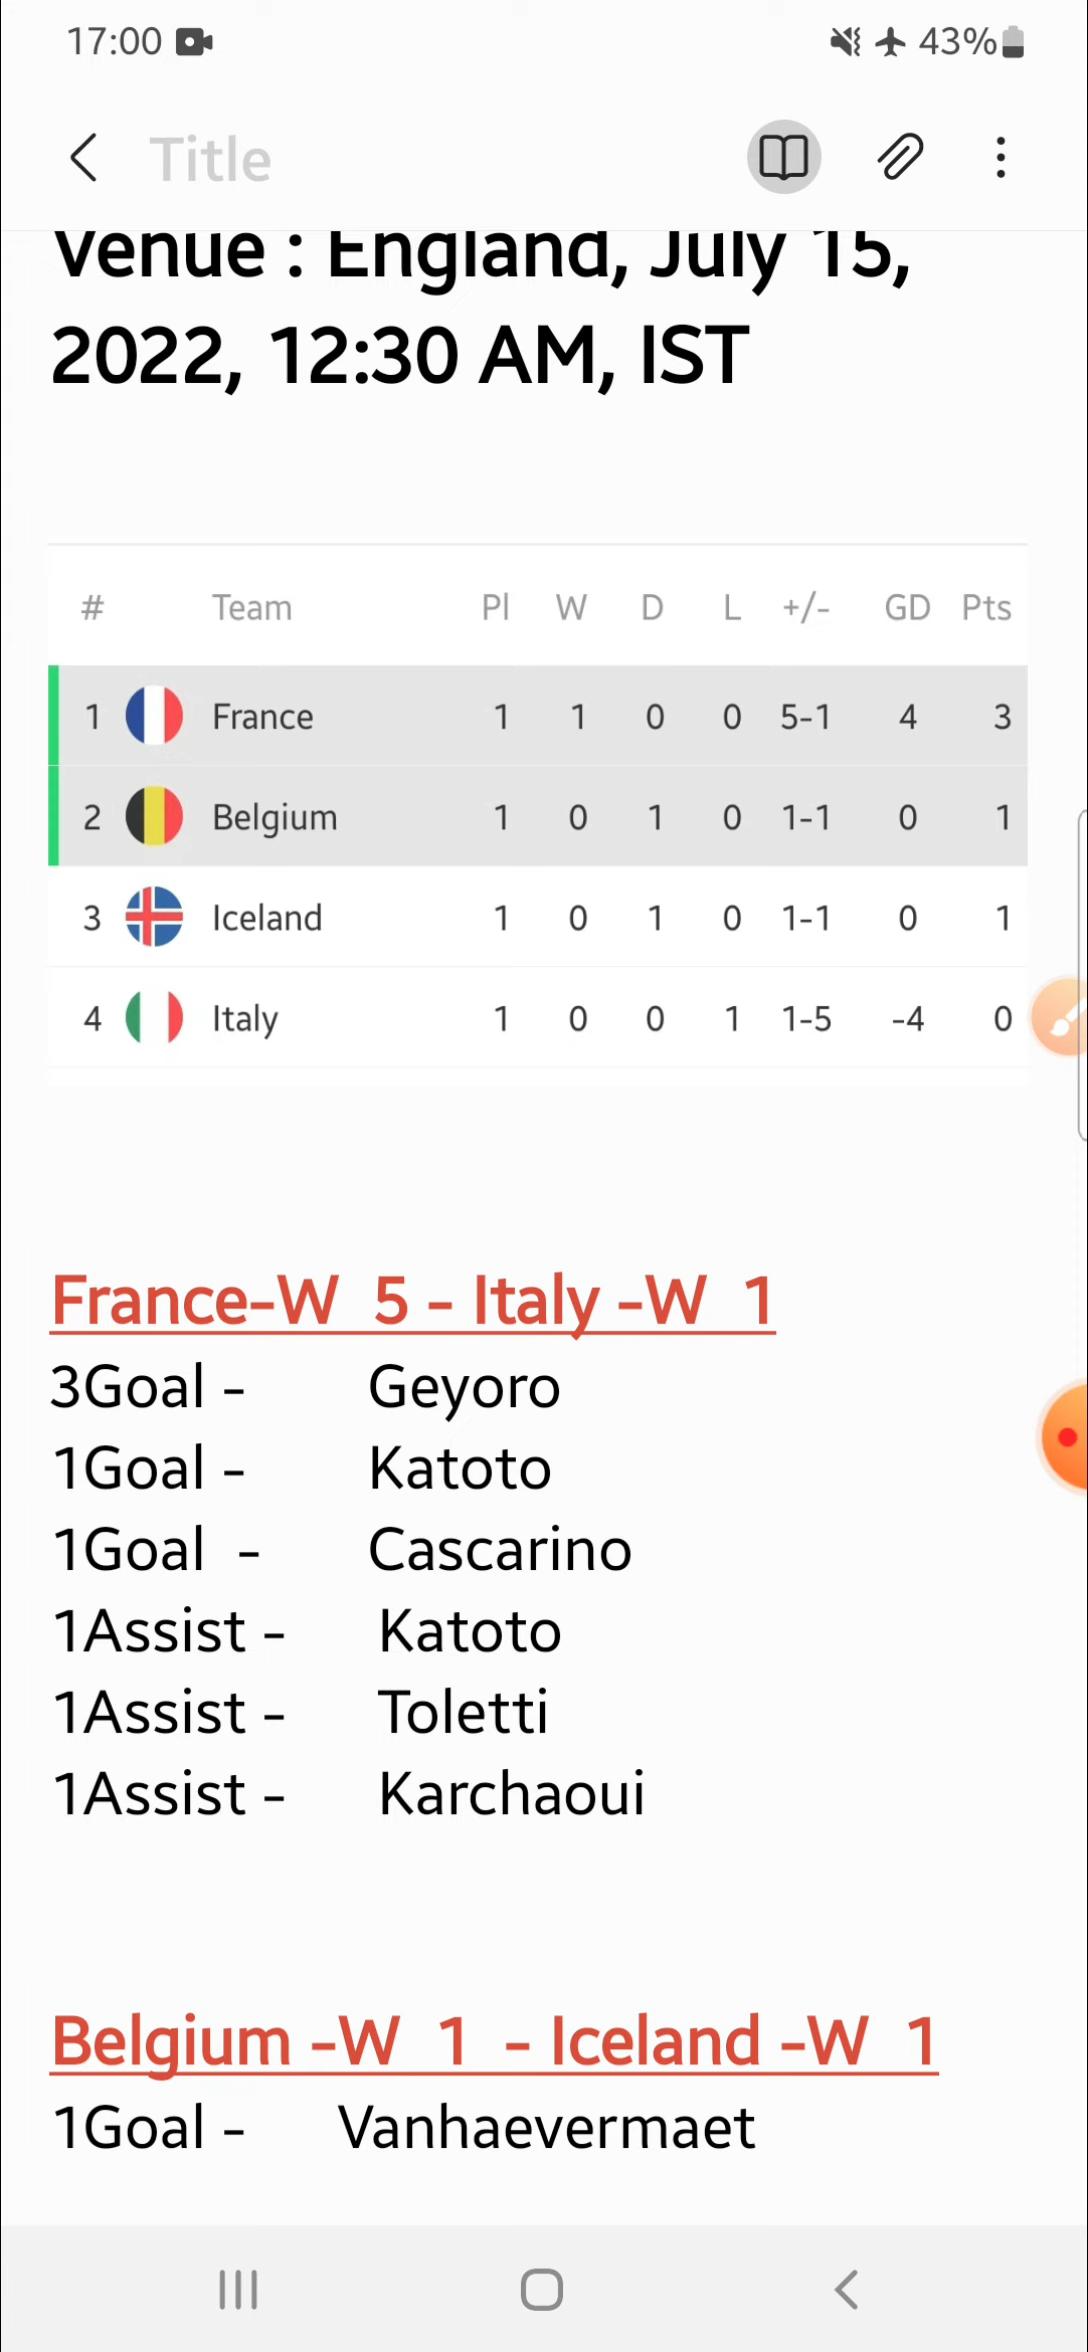 17:00 43%
Title
Venue : England, July 15,
2022, 12:30 AM, IST
# Team Pl W D L +/- GD Pts
1 France 1 1 0 0 5-1 4 3
2 Belgium 1 0 1 0 1-1 0 1
3 Iceland 1 0 1 0 1-1 0 1
4 Italy 1 0 0 1 1-5 -4 0
France-W 5 - Italy -W 1
3Goal - Geyoro
1Goal - Katoto
1Goal - Cascarino
1Assist - Katoto
1Assist - Toletti
1Assist - Karchaoui
Belgium -W 1 - Iceland -W 1
1Goal - Vanhaevermaet